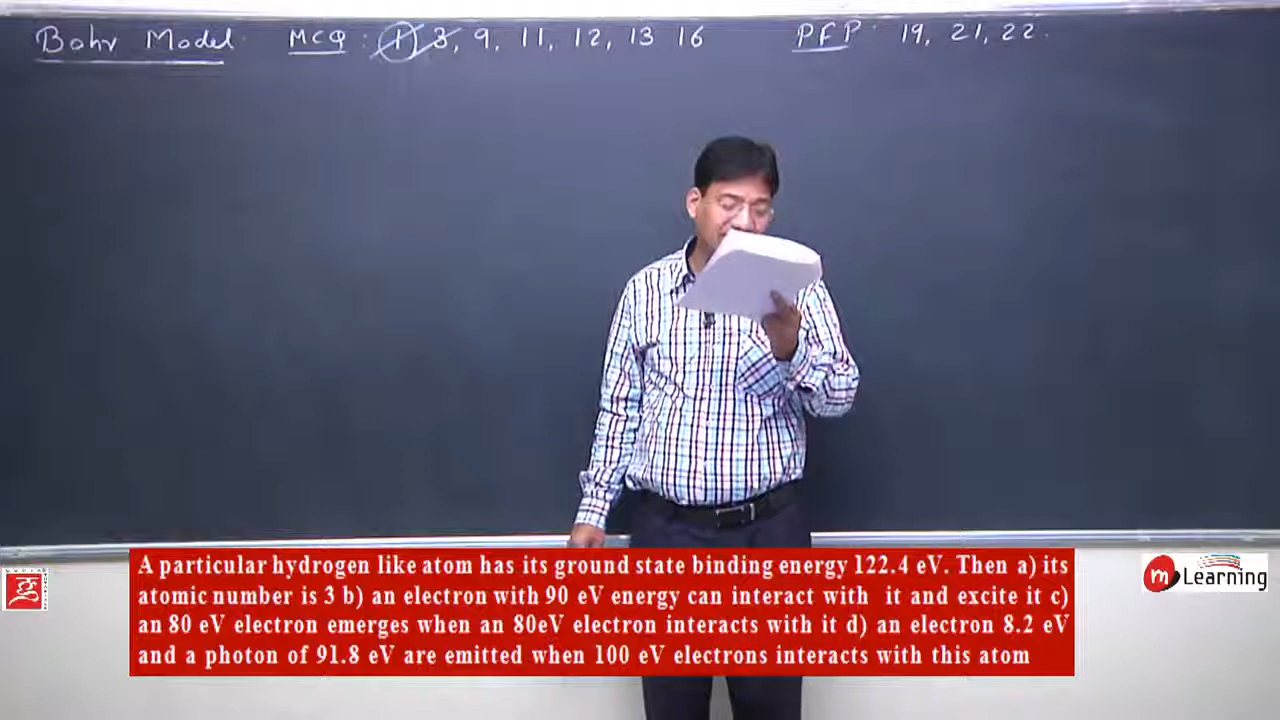 Bohr Model MCQ : 1, 3, 9, 11, 12, 13 16 PFP 19, 21, 22.
A particular hydrogen like atom has its ground state binding energy 122.4 eV. Then a) its
atomic number is 3 b) an electron with 90 eV energy can interact with it and excite it c)
an 80 eV electron emerges when an 80eV electron interacts with it d) an electron 8.2 eV
and a photon of 91.8 eV are emitted when 100 eV electrons interacts with this atom
m Learning